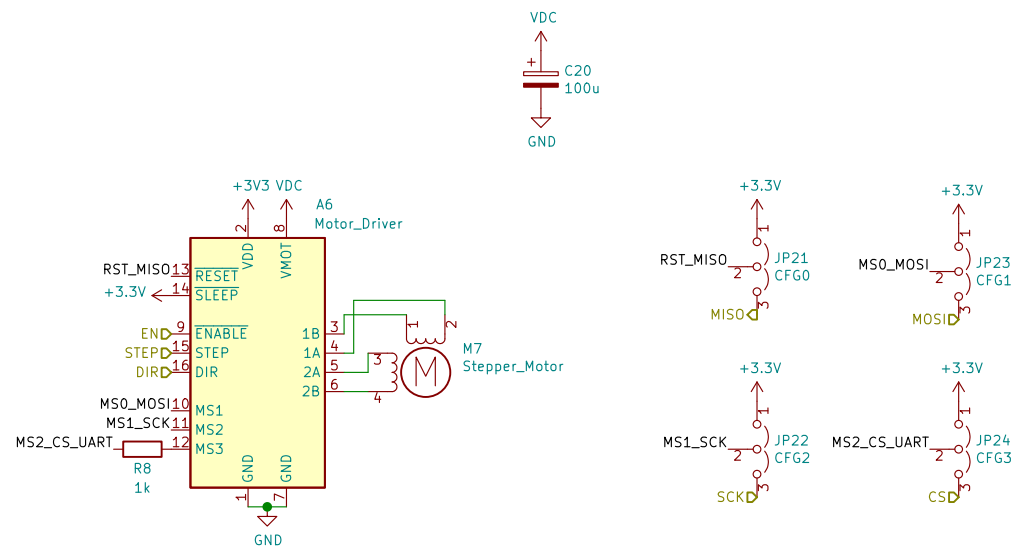 VDC
+
C20
100u
GND
+3V3 VDC
A6
Motor_Driver
2
8
VDD
VMOT
RST_MISO 13 RESET
+3.3V 14 SLEEP
EN 9 ENABLE
STEP 15 STEP
DIR 16 DIR
MS0_MOSI 10 MS1
MS1_SCK 11 MS2
MS2_CS_UART 12 MS3
R8
1k
1B 3
1A 4
2A 5
2B 6
GND
GND
1
7
GND
1
2
3
4
M
M7
Stepper_Motor
+3.3V
1
RST_MISO
2
JP21
CFG0
3
MISO
+3.3V
1
MS0_MOSI
2
JP23
CFG1
3
MOSI
+3.3V
1
MS1_SCK
2
JP22
CFG2
3
SCK
+3.3V
1
MS2_CS_UART
2
JP24
CFG3
3
CS